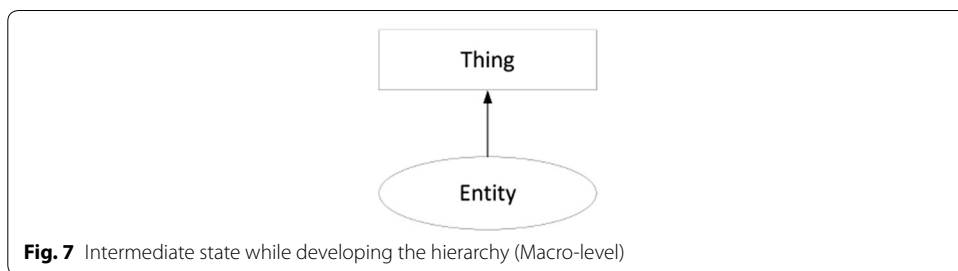 Thing
Entity
Fig. 7 Intermediate state while developing the hierarchy (Macro-level)